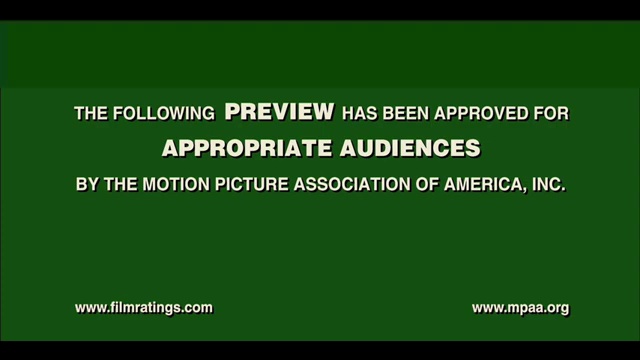 THE FOLLOWING PREVIEW HAS BEEN APPROVED FOR
APPROPRIATE AUDIENCES
BY THE MOTION PICTURE ASSOCIATION OF AMERICA, INC.
www.filmratings.com www.mpaa.org